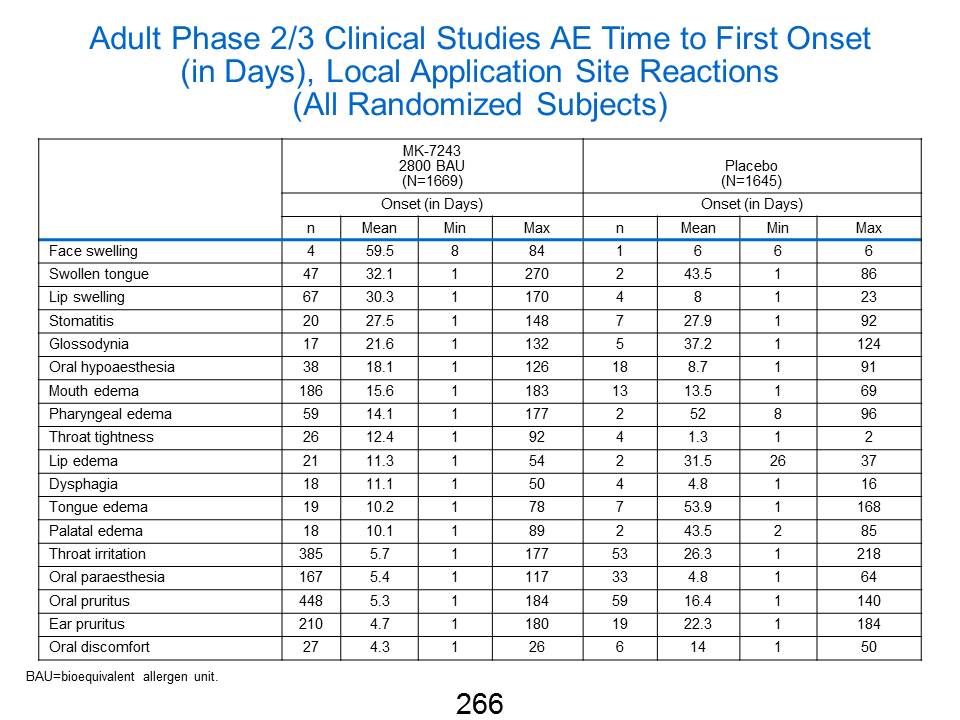 Adult Phase 2/3 Clinical Studies AE Time to First Onset
(in Days), Local Application Site Reactions
(All Randomized Subjects)
MK-7243
2800 BAU
(N=1669)
Placebo
(N=1645)
Onset (in Days) Onset (in Days)
n Mean Min Max n Mean Min Max
Face swelling 4 59.5 8 84 1 6 6 6
Swollen tongue 47 32.1 1 270 2 43.5 1 86
Lip swelling 67 30.3 1 170 4 8 1 23
Stomatitis 20 27.5 1 148 7 27.9 1 92
Glossodynia 17 21.6 1 132 5 37.2 1 124
Oral hypoaesthesia 38 18.1 1 126 18 8.7 1 91
Mouth edema 186 15.6 1 183 13 13.5 1 69
Pharyngeal edema 59 14.1 1 177 2 52 8 96
Throat tightness 26 12.4 1 92 4 1.3 1 2
Lip edema 21 11.3 1 54 2 31.5 26 37
Dysphagia 18 11.1 1 50 4 4.8 1 16
Tongue edema 19 10.2 1 78 7 53.9 1 168
Palatal edema 18 10.1 1 89 2 43.5 2 85
Throat irritation 385 5.7 1 177 53 26.3 1 218
Oral paraesthesia 167 5.4 1 117 33 4.8 1 64
Oral pruritus 448 5.3 1 184 59 16.4 1 140
Ear pruritus 210 4.7 1 180 19 22.3 1 184
Oral discomfort 27 4.3 1 26 6 14 1 50
BAU=bioequivalent allergen unit.
266